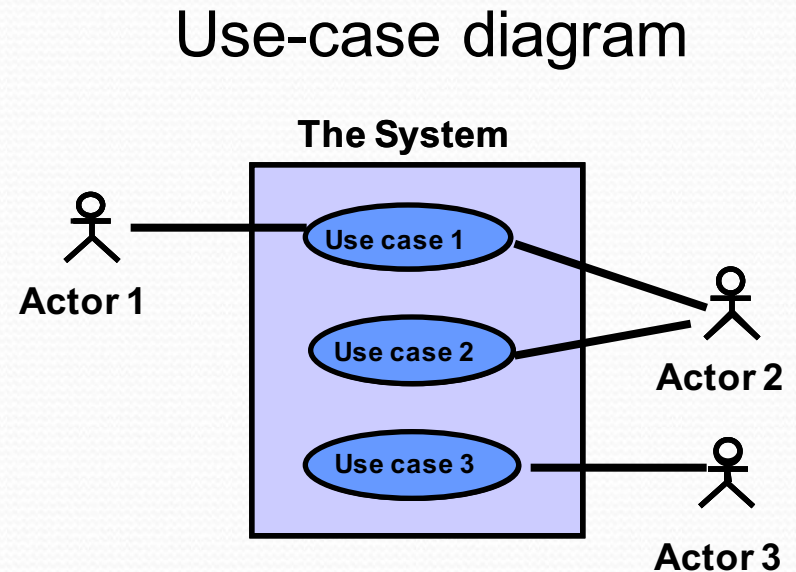 Use-case diagram
The System
Use case 1
Actor 1
Use case 2
Actor 2
Use case 3
Actor 3